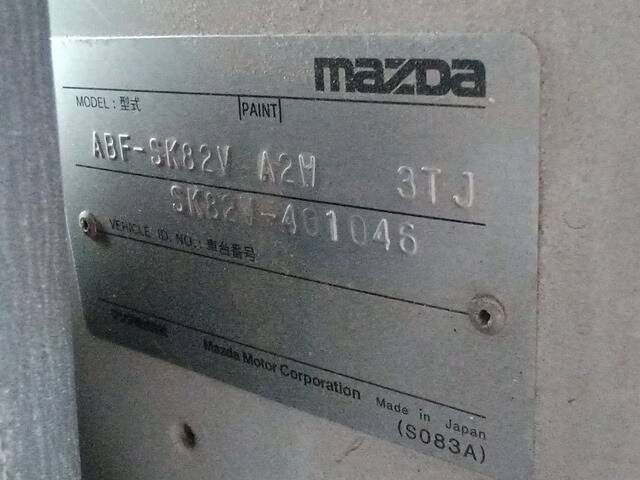 mazda
MODEL : 型式 PAINT
ABF-SK82V A2W 3TJ
SK82V-401046
VEHICLE ID. NO. : 車台番号
Mazda Motor Corporation
Made in Japan
(S083A)